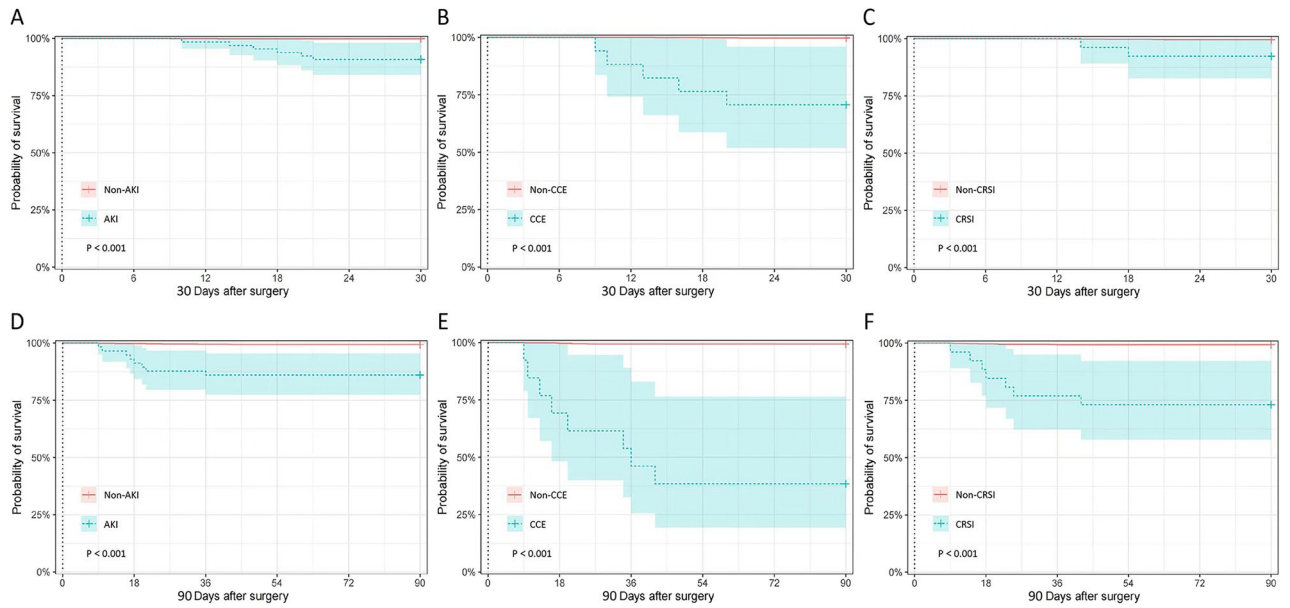 A
Probability of survival
100%
75%
50%
25%
0%
Non-AKI
AKI
P < 0.001
0 6 12 18 24 30
30 Days after surgery
B
Probability of survival
100%
75%
50%
25%
0%
Non-CCE
CCE
P < 0.001
0 6 12 18 24 30
30 Days after surgery
C
Probability of survival
100%
75%
50%
25%
0%
Non-CRSI
CRSI
P < 0.001
0 6 12 18 24 30
30 Days after surgery
D
Probability of survival
100%
75%
50%
25%
0%
Non-AKI
AKI
P < 0.001
0 18 36 54 72 90
90 Days after surgery
E
Probability of survival
100%
75%
50%
25%
0%
Non-CCE
CCE
P < 0.001
0 18 36 54 72 90
90 Days after surgery
F
Probability of survival
100%
75%
50%
25%
0%
Non-CRSI
CRSI
P < 0.001
0 18 36 54 72 90
90 Days after surgery